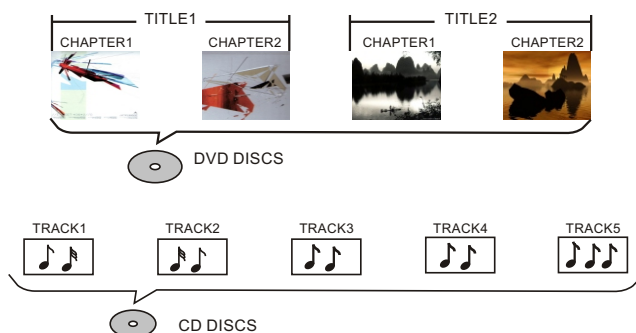 TITLE1 TITLE2
CHAPTER1 CHAPTER2 CHAPTER1 CHAPTER2
DVD DISCS
TRACK1 TRACK2 TRACK3 TRACK4 TRACK5
CD DISCS